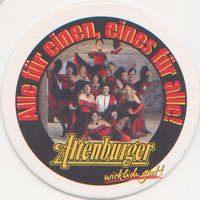 Alle für einen, eines für alle!
Altenburger
wirklich gut!